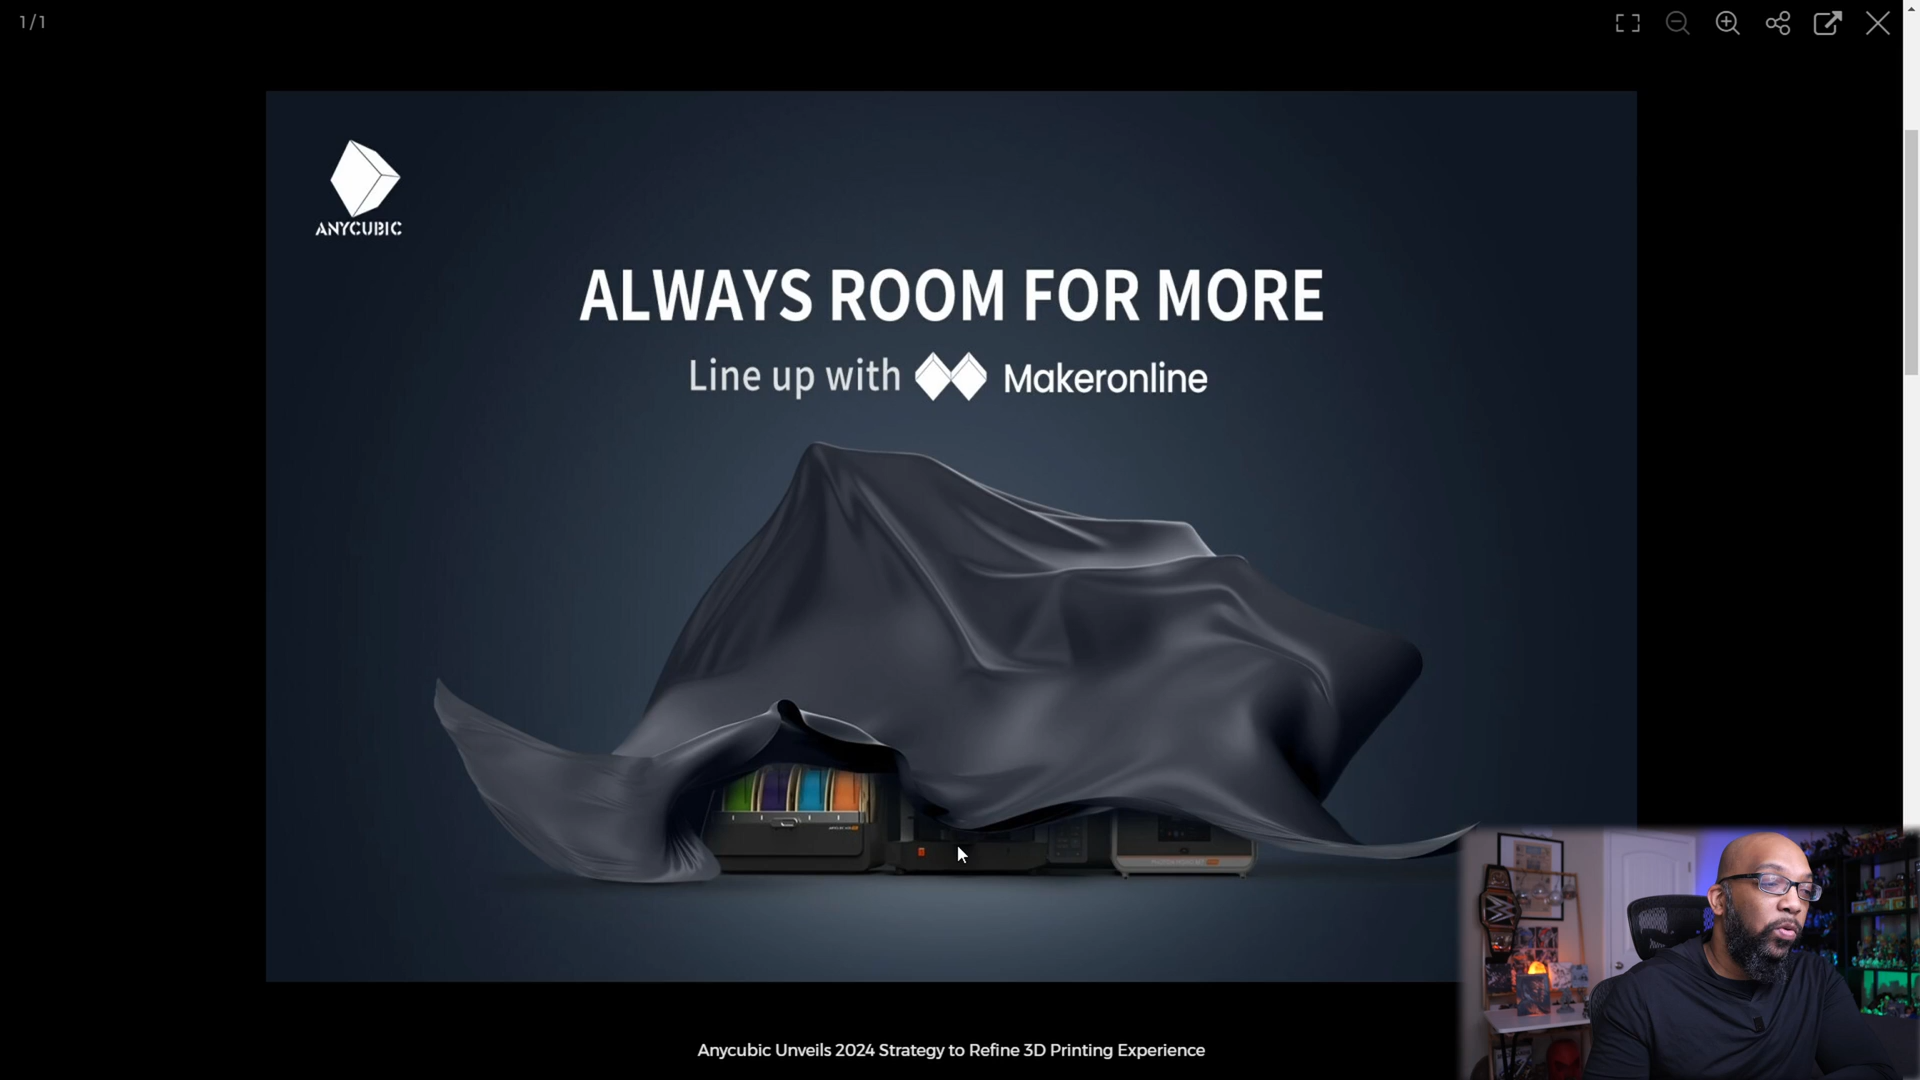 1/1
ANYCUBIC
ALWAYS ROOM FOR MORE
Line up with Makeronline
Anycubic Unveils 2024 Strategy to Refine 3D Printing Experience